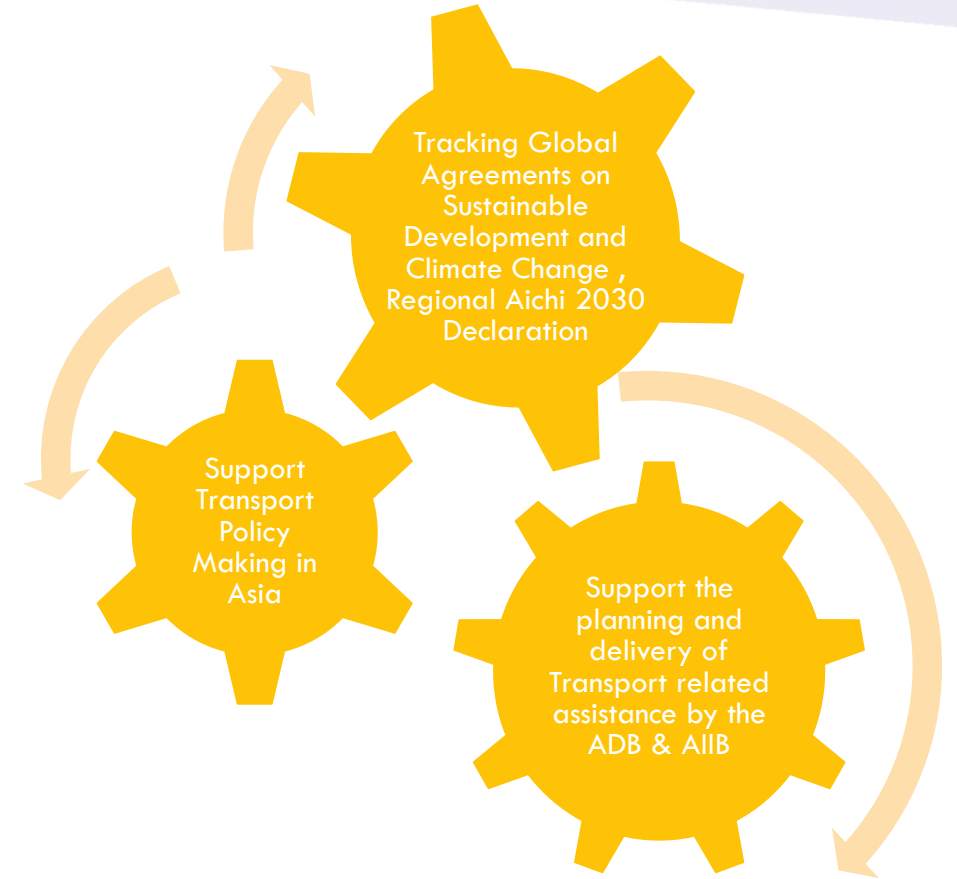 Tracking Global
Agreements on
Sustainable
Development and
Climate Change ,
Regional Aichi 2030
Declaration
Support
Transport
Policy
Making in
Asia
Support the
planning and
delivery of
Transport related
assistance by the
ADB & AIIB